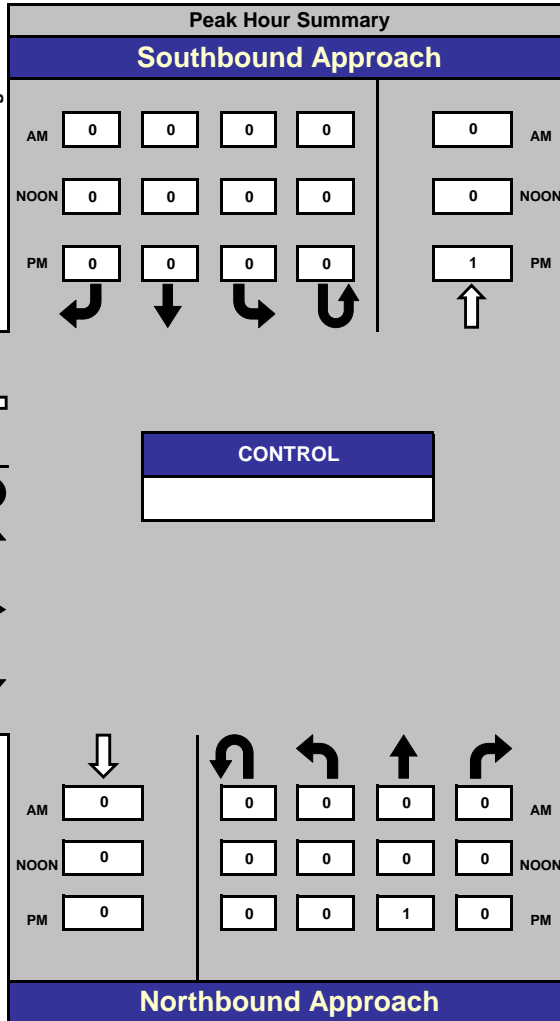 Peak Hour Summary
Southbound Approach
AM 0 0 0 0 0 AM
NOON 0 0 0 0 0 NOON
PM 0 0 0 0 1 PM
CONTROL
AM 0 0 0 0 0 AM
NOON 0 0 0 0 0 NOON
PM 0 0 0 1 0 PM
Northbound Approach